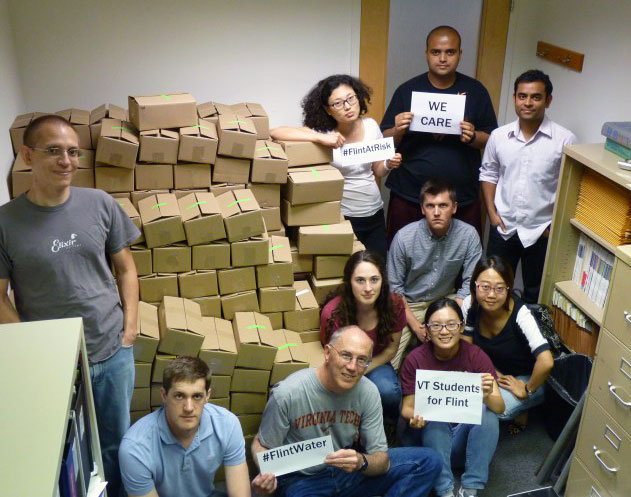 WE
CARE
#FlintAtRisk
Elixir
VT Students
for Flint
VIRGINIA TECH
#FlintWater